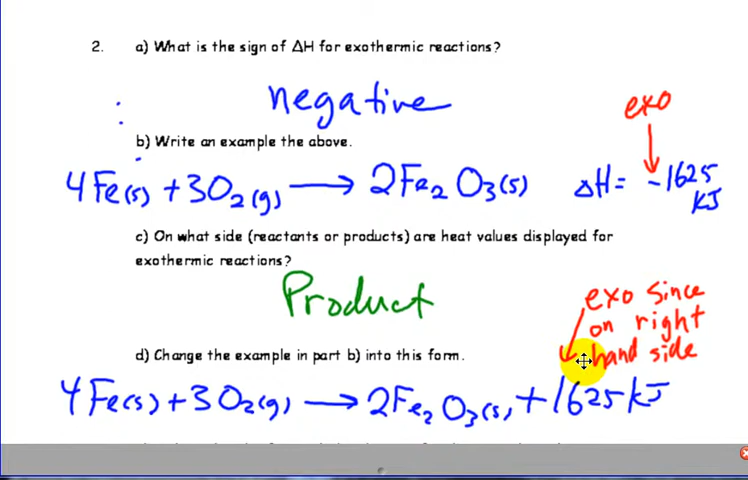 2. a) What is the sign of ΔH for exothermic reactions?
negative
exo
b) Write an example the above.
4Fe(s) + 3O₂(g) → 2Fe₂O₃(s) ΔH = -1625 kJ
c) On what side (reactants or products) are heat values displayed for
exothermic reactions?
Product
exo since
on right
hand side
d) Change the example in part b) into this form.
4Fe(s) + 3O₂(g) → 2Fe₂O₃(s) + 1625 kJ